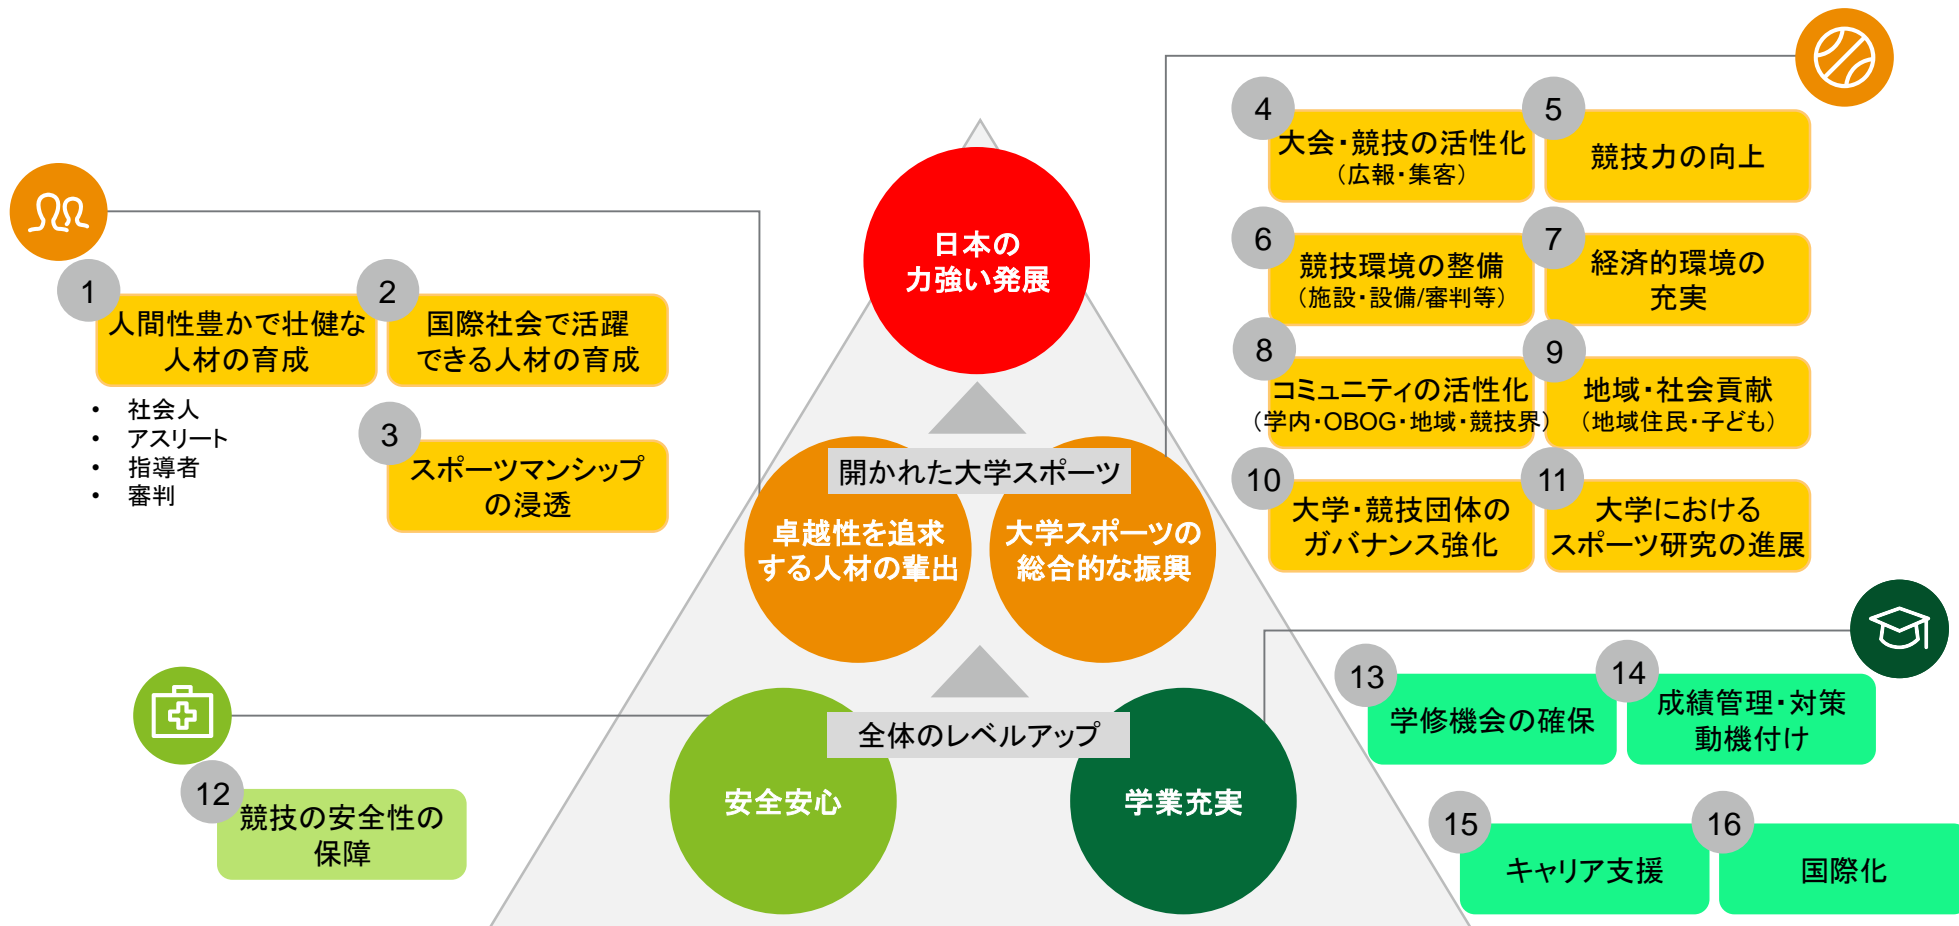 日本の
力強い発展
開かれた大学スポーツ
卓越性を追求
する人材の輩出
大学スポーツの
総合的な振興
全体のレベルアップ
安全安心
学業充実
1
人間性豊かで壮健な
人材の育成
• 社会人
• アスリート
• 指導者
• 審判
2
国際社会で活躍
できる人材の育成
3
スポーツマンシップ
の浸透
4
大会・競技の活性化
（広報・集客）
5
競技力の向上
6
競技環境の整備
（施設・設備/審判等）
7
経済的環境の
充実
8
コミュニティの活性化
（学内・OBOG・地域・競技界）
9
地域・社会貢献
（地域住民・子ども）
10
大学・競技団体の
ガバナンス強化
11
大学における
スポーツ研究の進展
12
競技の安全性の
保障
13
学修機会の確保
14
成績管理・対策
動機付け
15
キャリア支援
16
国際化